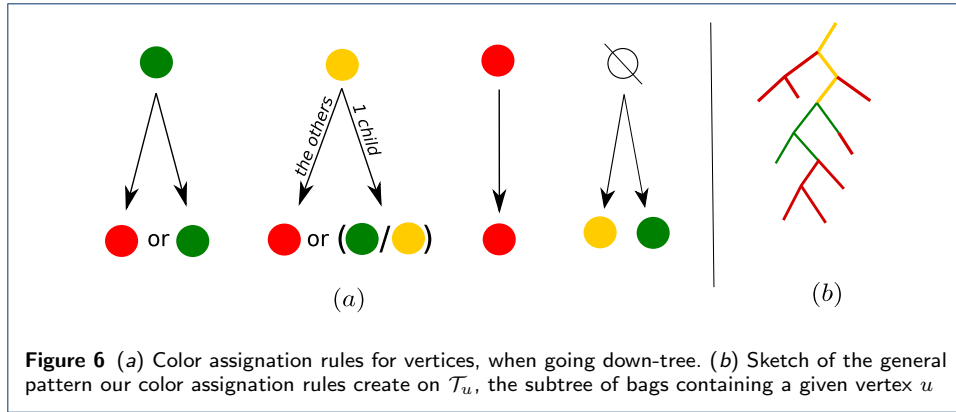 the others
1 child
or
or ( / )
(a)
(b)
Figure 6 (a) Color assignation rules for vertices, when going down-tree. (b) Sketch of the general
pattern our color assignation rules create on 𝒯ᵤ, the subtree of bags containing a given vertex u